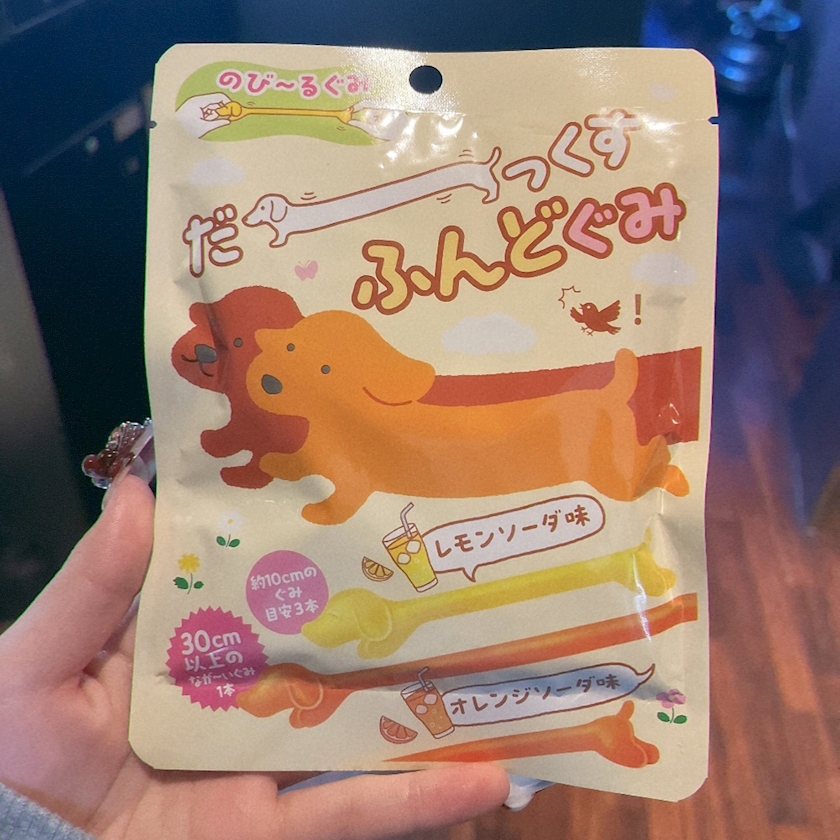 のび〜るぐみ
だっくす
ふんどぐみ
!
レモンソーダ味
約10cmの
ぐみ
目安3本
30cm
以上の
なが〜いぐみ
1本
オレンジソーダ味